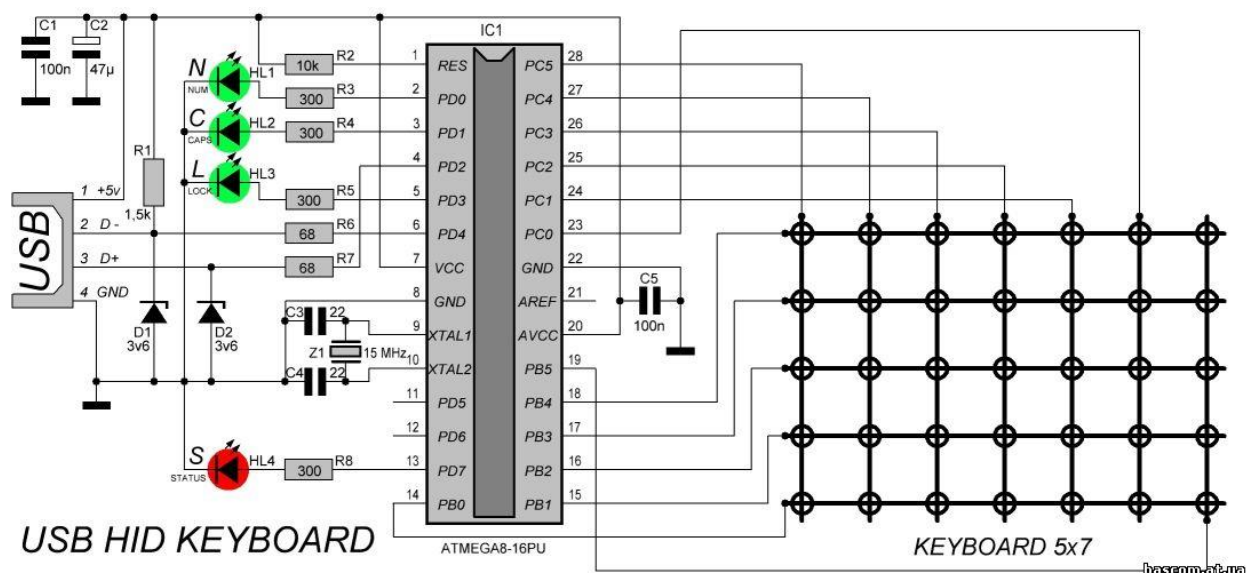 C1
100n
C2
47µ
IC1
N
NUM
HL1
C
CAPS
HL2
L
LOCK
HL3
10k
R2
300
R3
300
R4
300
R5
68
R6
68
R7
R1
1,5k
USB
1 +5v
2 D -
3 D+
4 GND
D1
3v6
D2
3v6
C3
22
Z1
15 MHz
C4
22
S
STATUS
HL4
300
R8
1 RES
2 PD0
3 PD1
4 PD2
5 PD3
6 PD4
7 VCC
8 GND
9 XTAL1
10 XTAL2
11 PD5
12 PD6
13 PD7
14 PB0
PC5 28
PC4 27
PC3 26
PC2 25
PC1 24
PC0 23
GND 22
AREF 21
AVCC 20
PB5 19
PB4 18
PB3 17
PB2 16
PB1 15
C5
100n
USB HID KEYBOARD
ATMEGA8-16PU
KEYBOARD 5x7
bascom.at.ua